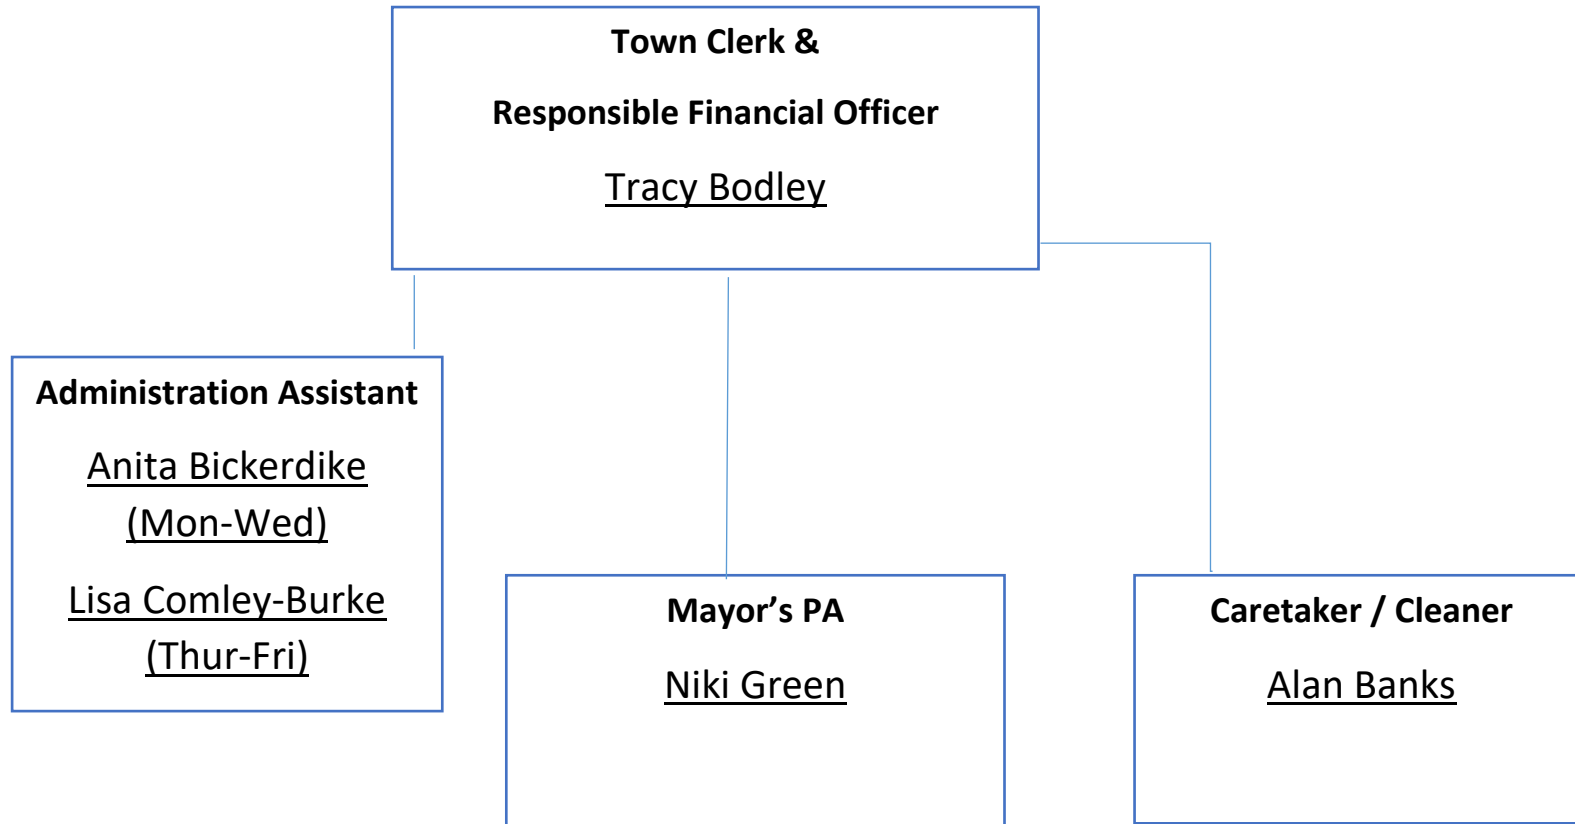 Town Clerk &
Responsible Financial Officer
Tracy Bodley
Administration Assistant
Anita Bickerdike
(Mon-Wed)
Lisa Comley-Burke
(Thur-Fri)
Mayor’s PA
Niki Green
Caretaker / Cleaner
Alan Banks